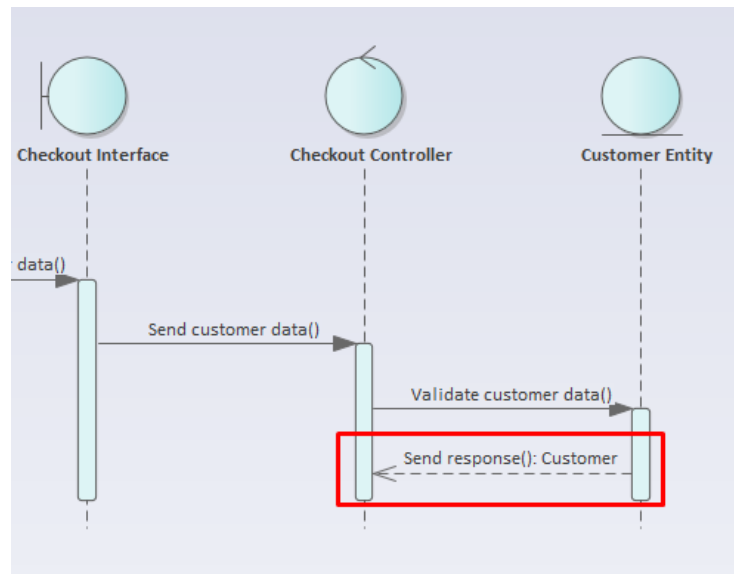 Checkout Interface
Checkout Controller
Customer Entity
data()
Send customer data()
Validate customer data()
Send response(): Customer